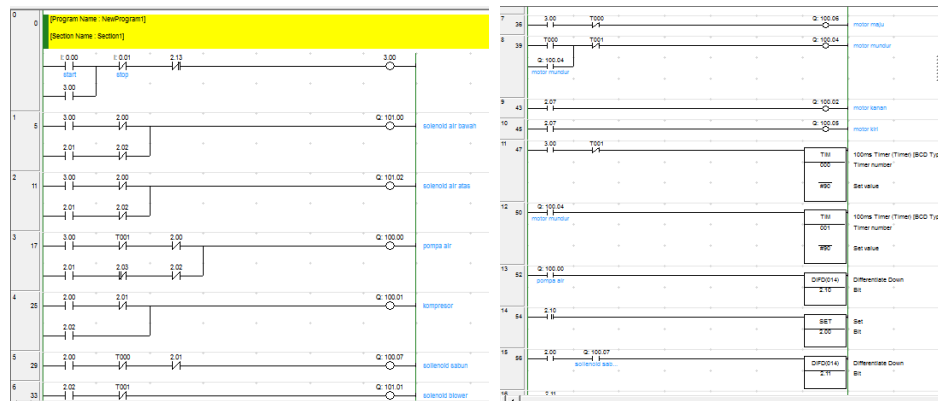 0
0
[Program Name : NewProgram1]
[Section Name : Section1]
I: 0.00
I: 0.01
2.13
3.00
start
stop
3.00
1
5
3.00
2.00
Q: 101.00
solenoid air bawah
2.01
2.02
2
11
3.00
2.00
Q: 101.02
solenoid air atas
2.01
2.02
3
17
3.00
T001
2.00
Q: 100.00
pompa air
2.01
2.03
2.02
4
25
2.00
2.01
Q: 100.01
kompresor
2.02
5
29
2.00
T000
2.01
Q: 100.07
sollenoid sabun
6
33
2.02
T001
Q: 101.01
solenoid blower
7
36
3.00
T000
Q: 100.06
motor maju
8
39
T000
T001
Q: 100.04
motor mundur
Q: 100.04
motor mundur
9
43
2.07
Q: 100.02
motor kanan
10
45
2.07
Q: 100.05
motor kiri
11
47
3.00
T001
TIM
100ms Timer (Timer) [BCD Typ
000
Timer number
#90
Set value
12
50
Q: 100.04
motor mundur
TIM
100ms Timer (Timer) [BCD Typ
001
Timer number
#90
Set value
13
52
Q: 100.00
pompa air
DIFD(014)
Differentiate Down
2.10
Bit
14
54
2.10
SET
Set
2.00
Bit
15
56
2.00
Q: 100.07
sollenoid sab...
DIFD(014)
Differentiate Down
2.11
Bit
2.11